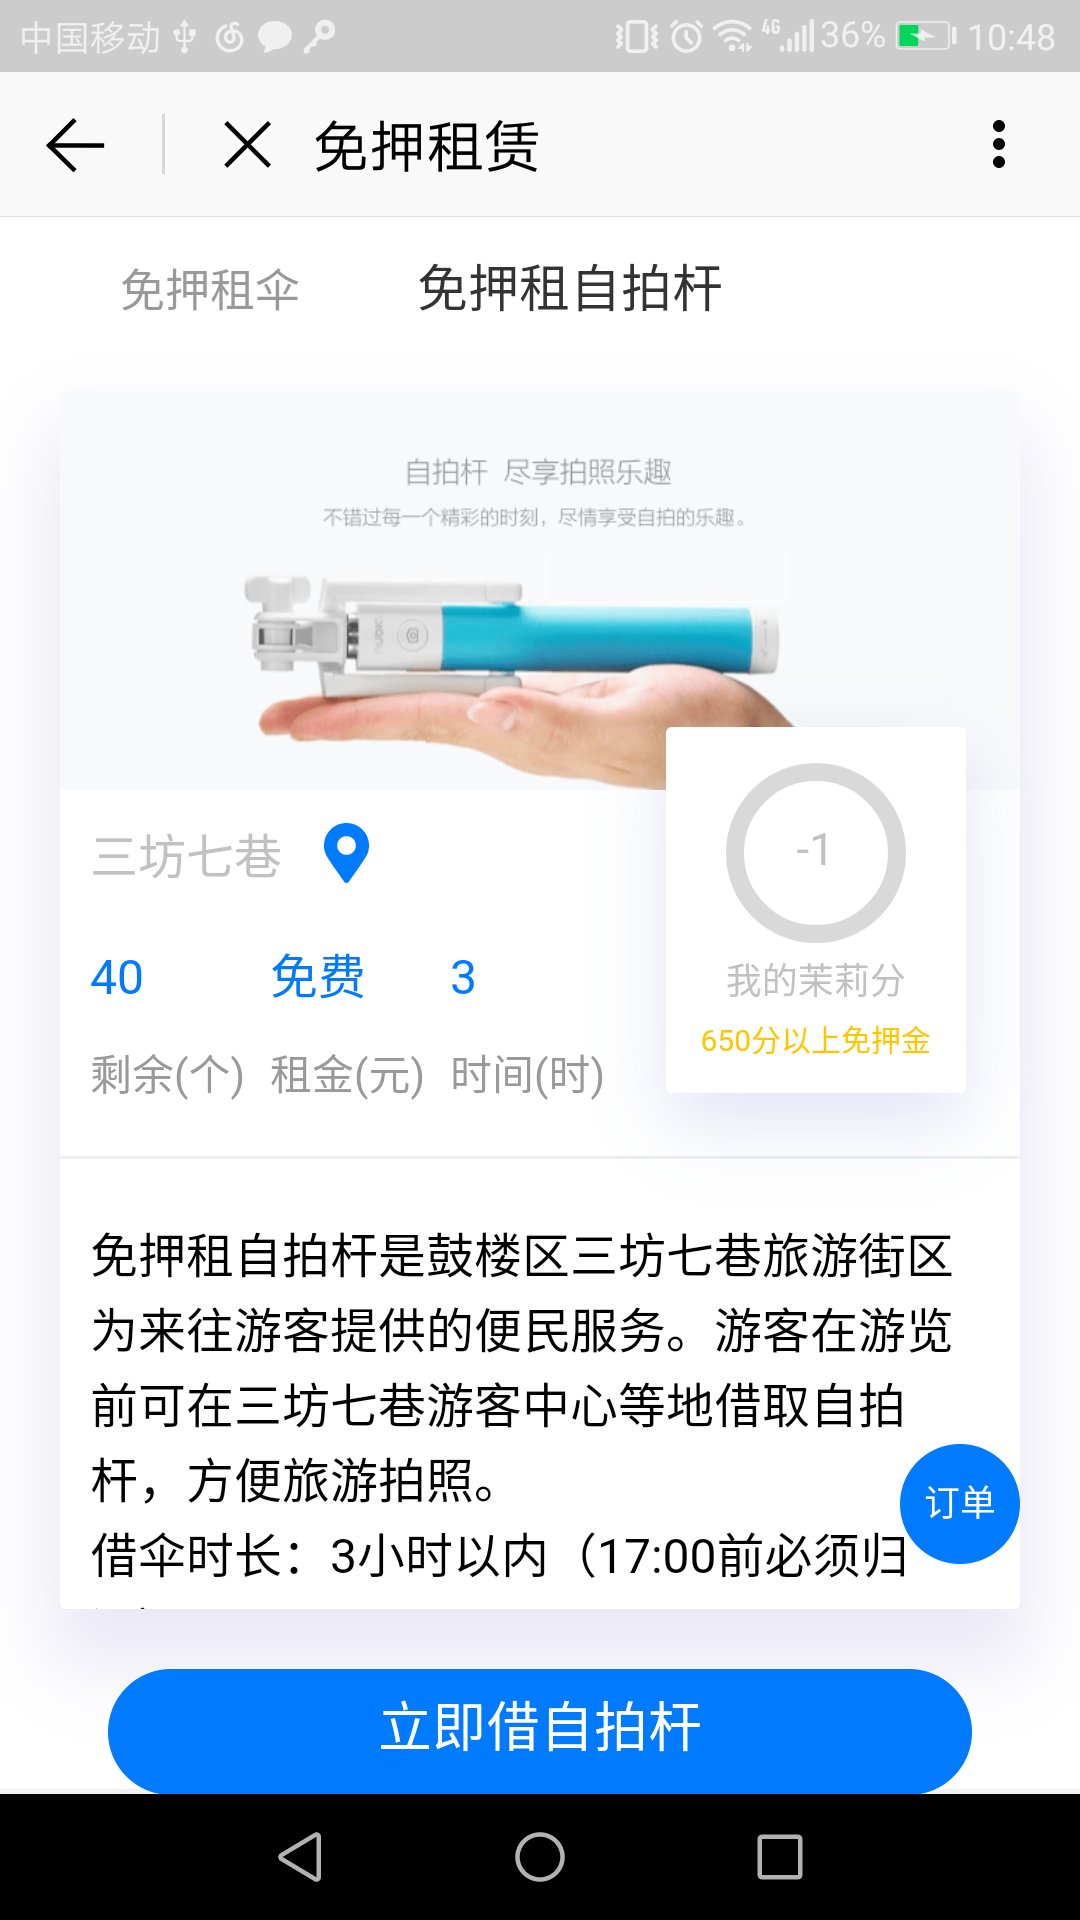 中国移动 4G 36% 10:48
免押租赁
免押租伞 免押租自拍杆
自拍杆 尽享拍照乐趣
不错过每一个精彩的时刻，尽情享受自拍的乐趣。
三坊七巷
-1
我的茉莉分
650分以上免押金
40 免费 3
剩余(个) 租金(元) 时间(时)
免押租自拍杆是鼓楼区三坊七巷旅游街区
为来往游客提供的便民服务。游客在游览
前可在三坊七巷游客中心等地借取自拍
杆，方便旅游拍照。
借伞时长：3小时以内（17:00前必须归
订单
立即借自拍杆